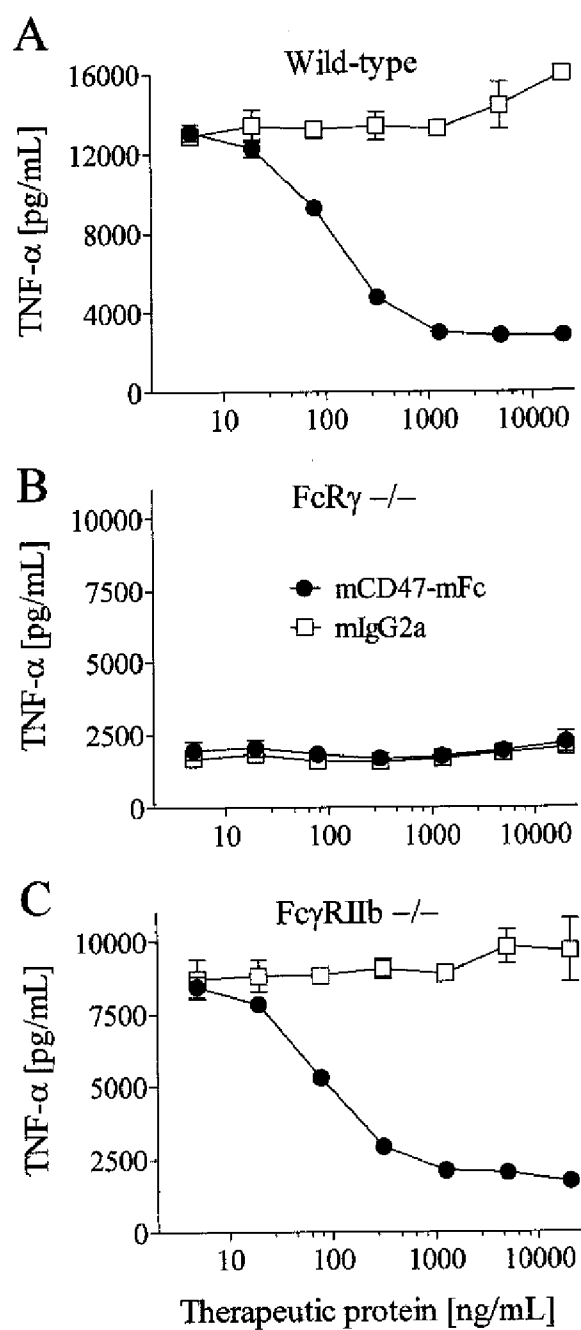 A
Wild-type
16000
12000
8000
4000
0
TNF-α [pg/mL]
10 100 1000 10000
B
FcRγ –/–
10000
7500
5000
2500
0
TNF-α [pg/mL]
mCD47-mFc
mIgG2a
10 100 1000 10000
C
FcγRIIb –/–
10000
7500
5000
2500
0
TNF-α [pg/mL]
10 100 1000 10000
Therapeutic protein [ng/mL]